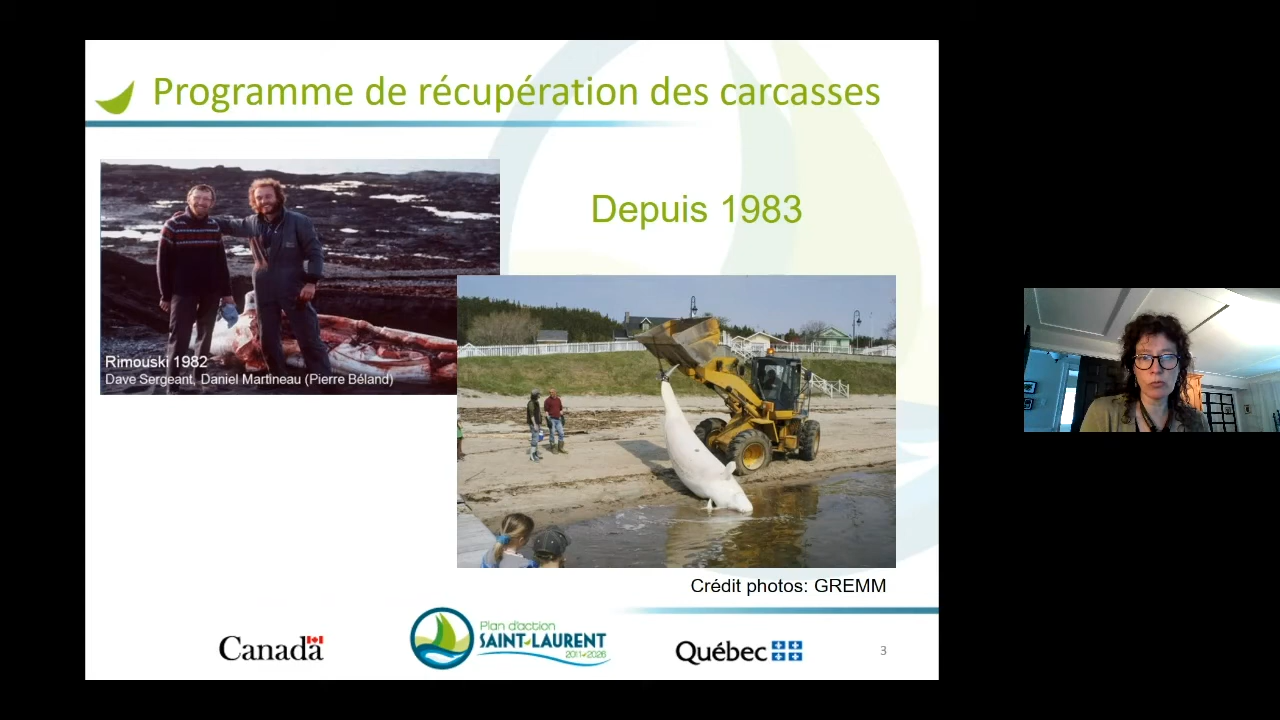 Programme de récupération des carcasses
Depuis 1983
Rimouski 1982
Dave Sergeant, Daniel Martineau (Pierre Béland)
Crédit photos: GREMM
Canada
Plan d'action
SAINT-LAURENT
2011-2026
Québec
3